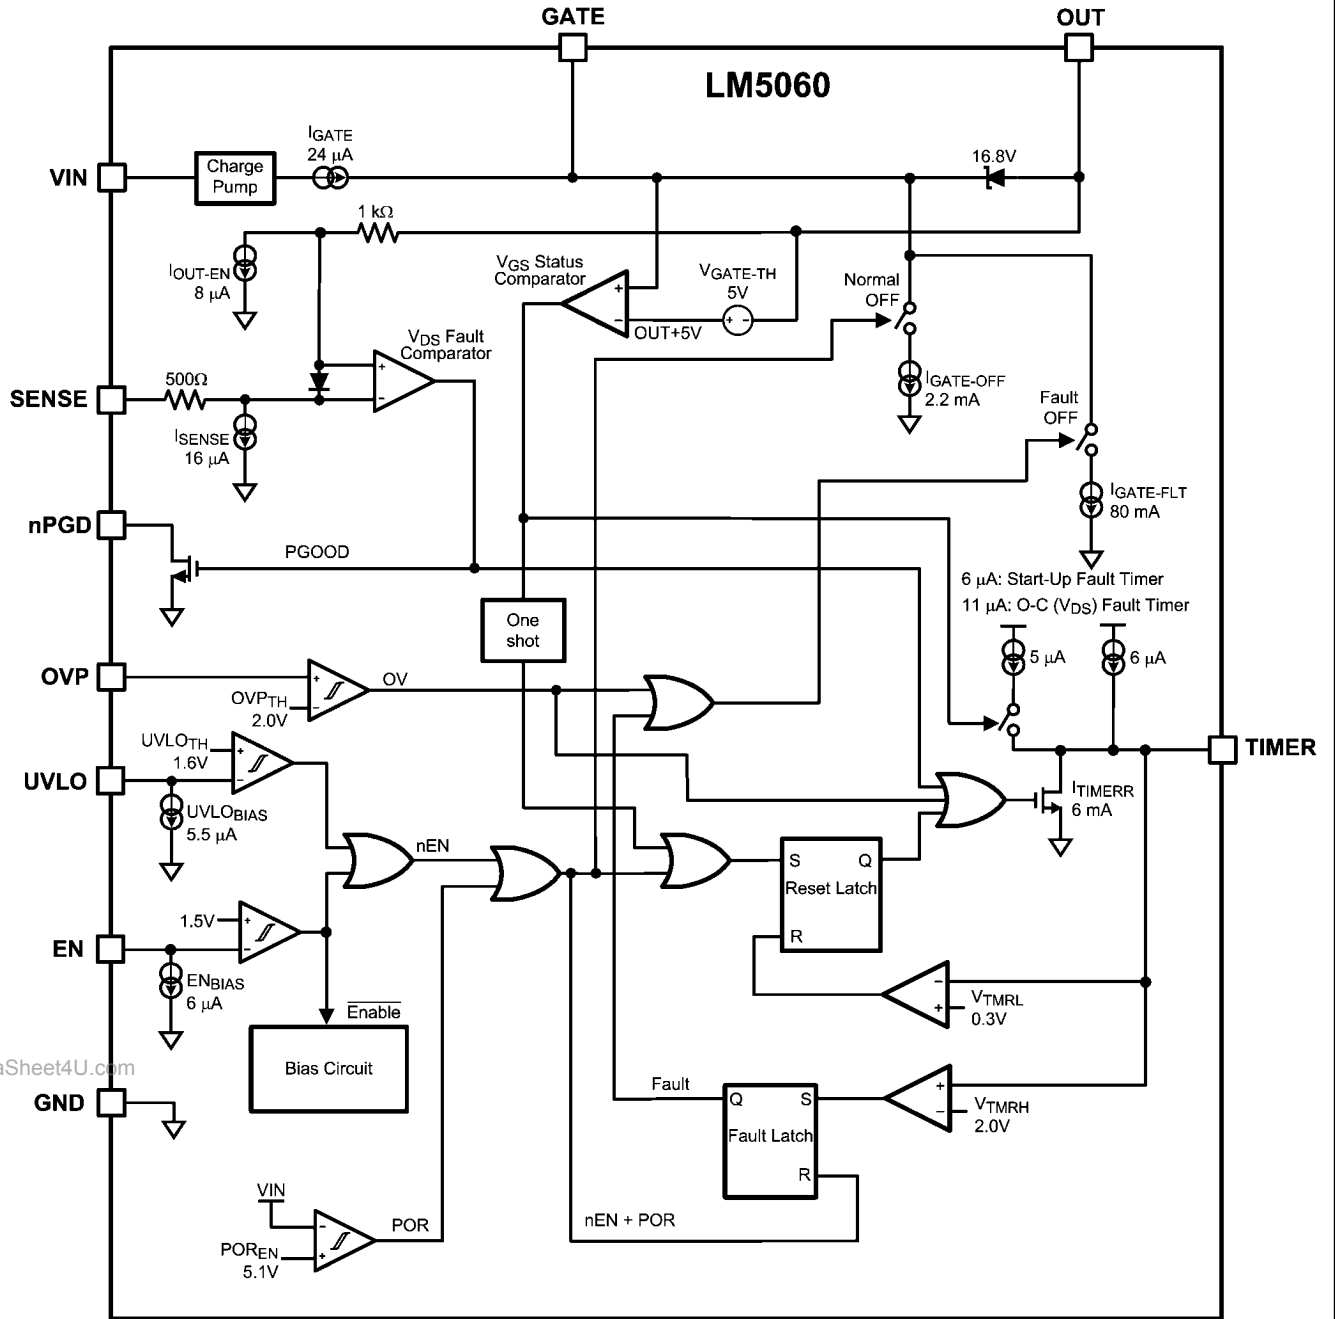 GATE
OUT
LM5060
VIN
Charge
Pump
IGATE
24 µA
16.8V
1 kΩ
IOUT-EN
8 µA
VGS Status
Comparator
+
−
OUT+5V
VGATE-TH
5V
+ −
Normal
OFF
IGATE-OFF
2.2 mA
Fault
OFF
IGATE-FLT
80 mA
VDS Fault
Comparator
+
−
SENSE
500Ω
ISENSE
16 µA
nPGD
PGOOD
6 µA: Start-Up Fault Timer
11 µA: O-C (VDS) Fault Timer
5 µA
6 µA
One
shot
OVP
+
−
OVPTH
2.0V
OV
UVLOTH
1.6V
+
−
UVLO
UVLOBIAS
5.5 µA
TIMER
ITIMERR
6 mA
nEN
S Q
Reset Latch
R
1.5V
+
−
EN
ENBIAS
6 µA
Enable
Bias Circuit
−
+
VTMRL
0.3V
aSheet4U.com
GND
Fault
Q S
Fault Latch
R
+
−
VTMRH
2.0V
VIN
−
+
POREN
5.1V
POR
nEN + POR